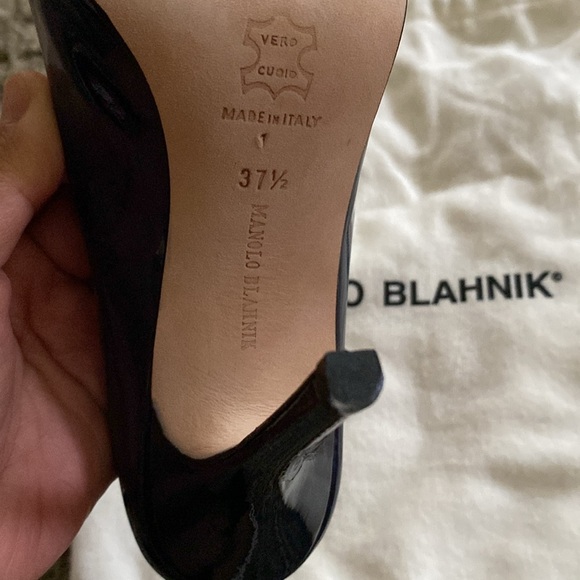 VERO
CUOIO
MADE IN ITALY
1
37½
MANOLO BLAHNIK
O BLAHNIK®